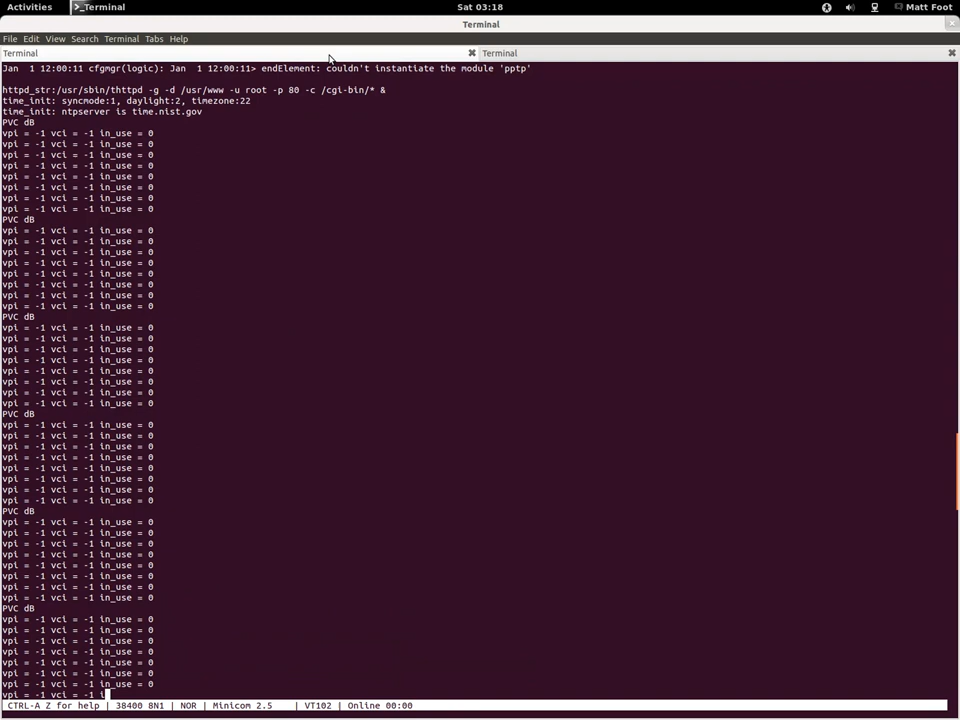 Activities >_Terminal Sat 03:18 Matt Foot
Terminal
File Edit View Search Terminal Tabs Help
Terminal Terminal
Jan  1 12:00:11 cfgmgr(logic): Jan  1 12:00:11> endElement: couldn't instantiate the module 'pptp'
httpd_str:/usr/sbin/thttpd -g -d /usr/www -u root -p 80 -c /cgi-bin/* &
time_init: syncmode:1, daylight:2, timezone:22
time_init: ntpserver is time.nist.gov
PVC dB
vpi = -1 vci = -1 in_use = 0
vpi = -1 vci = -1 in_use = 0
vpi = -1 vci = -1 in_use = 0
vpi = -1 vci = -1 in_use = 0
vpi = -1 vci = -1 in_use = 0
vpi = -1 vci = -1 in_use = 0
vpi = -1 vci = -1 in_use = 0
vpi = -1 vci = -1 in_use = 0
PVC dB
vpi = -1 vci = -1 in_use = 0
vpi = -1 vci = -1 in_use = 0
vpi = -1 vci = -1 in_use = 0
vpi = -1 vci = -1 in_use = 0
vpi = -1 vci = -1 in_use = 0
vpi = -1 vci = -1 in_use = 0
vpi = -1 vci = -1 in_use = 0
vpi = -1 vci = -1 in_use = 0
PVC dB
vpi = -1 vci = -1 in_use = 0
vpi = -1 vci = -1 in_use = 0
vpi = -1 vci = -1 in_use = 0
vpi = -1 vci = -1 in_use = 0
vpi = -1 vci = -1 in_use = 0
vpi = -1 vci = -1 in_use = 0
vpi = -1 vci = -1 in_use = 0
vpi = -1 vci = -1 in_use = 0
PVC dB
vpi = -1 vci = -1 in_use = 0
vpi = -1 vci = -1 in_use = 0
vpi = -1 vci = -1 in_use = 0
vpi = -1 vci = -1 in_use = 0
vpi = -1 vci = -1 in_use = 0
vpi = -1 vci = -1 in_use = 0
vpi = -1 vci = -1 in_use = 0
vpi = -1 vci = -1 in_use = 0
PVC dB
vpi = -1 vci = -1 in_use = 0
vpi = -1 vci = -1 in_use = 0
vpi = -1 vci = -1 in_use = 0
vpi = -1 vci = -1 in_use = 0
vpi = -1 vci = -1 in_use = 0
vpi = -1 vci = -1 in_use = 0
vpi = -1 vci = -1 in_use = 0
vpi = -1 vci = -1 in_use = 0
PVC dB
vpi = -1 vci = -1 in_use = 0
vpi = -1 vci = -1 in_use = 0
vpi = -1 vci = -1 in_use = 0
vpi = -1 vci = -1 in_use = 0
vpi = -1 vci = -1 in_use = 0
vpi = -1 vci = -1 in_use = 0
vpi = -1 vci = -1 in_use = 0
vpi = -1 vci = -1 i
CTRL-A Z for help | 38400 8N1 | NOR | Minicom 2.5    | VT102 | Online 00:00